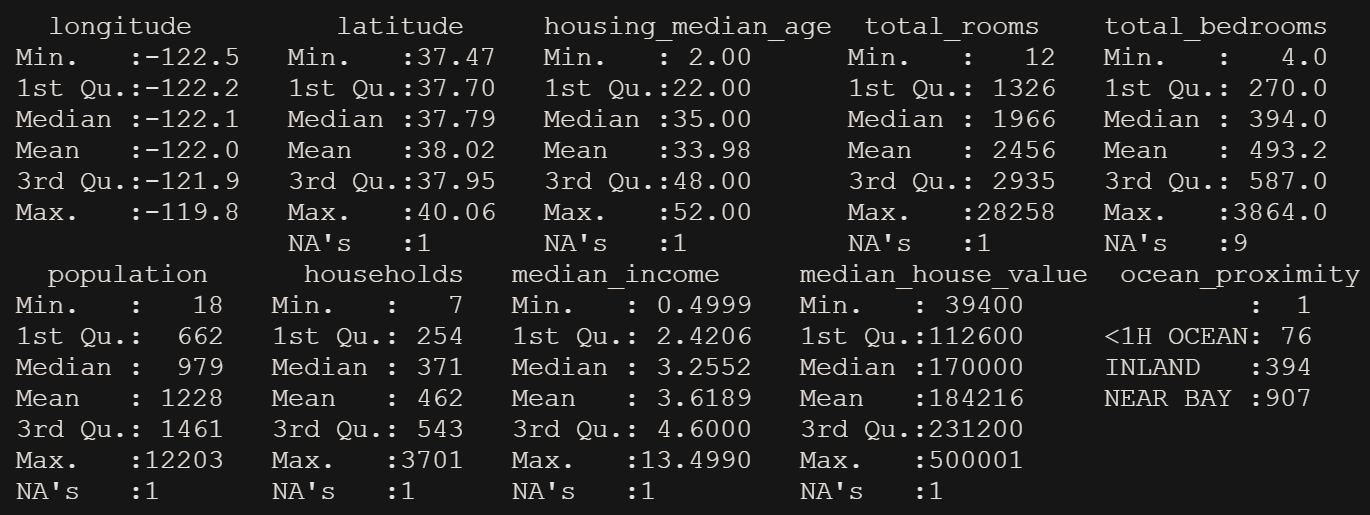 longitude         latitude     housing_median_age  total_rooms    total_bedrooms
Min.   :-122.5   Min.   :37.47   Min.   : 2.00      Min.   :   12   Min.   :   4.0
1st Qu.:-122.2   1st Qu.:37.70   1st Qu.:22.00      1st Qu.: 1326   1st Qu.: 270.0
Median :-122.1   Median :37.79   Median :35.00      Median : 1966   Median : 394.0
Mean   :-122.0   Mean   :38.02   Mean   :33.98      Mean   : 2456   Mean   : 493.2
3rd Qu.:-121.9   3rd Qu.:37.95   3rd Qu.:48.00      3rd Qu.: 2935   3rd Qu.: 587.0
Max.   :-119.8   Max.   :40.06   Max.   :52.00      Max.   :28258   Max.   :3864.0
                 NA's   :1       NA's   :1          NA's   :1       NA's   :9
  population      households   median_income     median_house_value  ocean_proximity
Min.   :   18   Min.   :   7   Min.   : 0.4999   Min.   : 39400              :  1
1st Qu.:  662   1st Qu.: 254   1st Qu.: 2.4206   1st Qu.:112600     <1H OCEAN: 76
Median :  979   Median : 371   Median : 3.2552   Median :170000     INLAND   :394
Mean   : 1228   Mean   : 462   Mean   : 3.6189   Mean   :184216     NEAR BAY :907
3rd Qu.: 1461   3rd Qu.: 543   3rd Qu.: 4.6000   3rd Qu.:231200
Max.   :12203   Max.   :3701   Max.   :13.4990   Max.   :500001
NA's   :1       NA's   :1      NA's   :1         NA's   :1